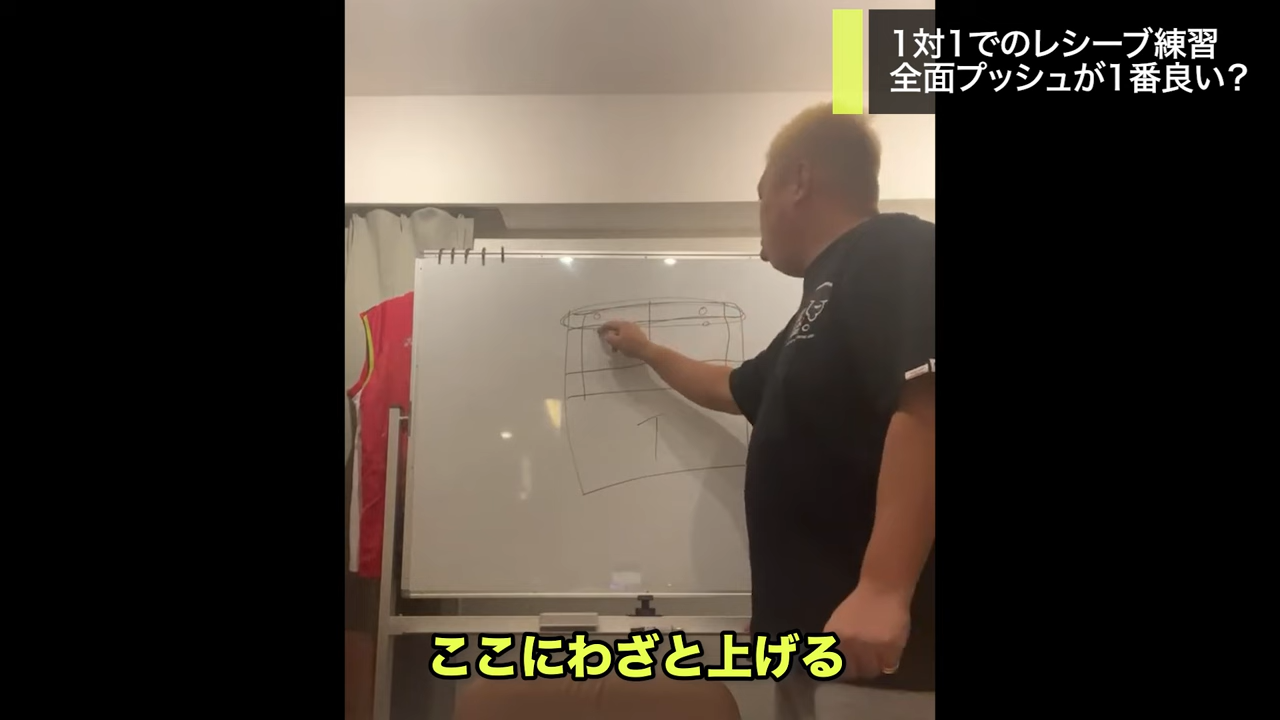 1対1でのレシーブ練習
全面プッシュが1番良い？
1
ここにわざと上げる